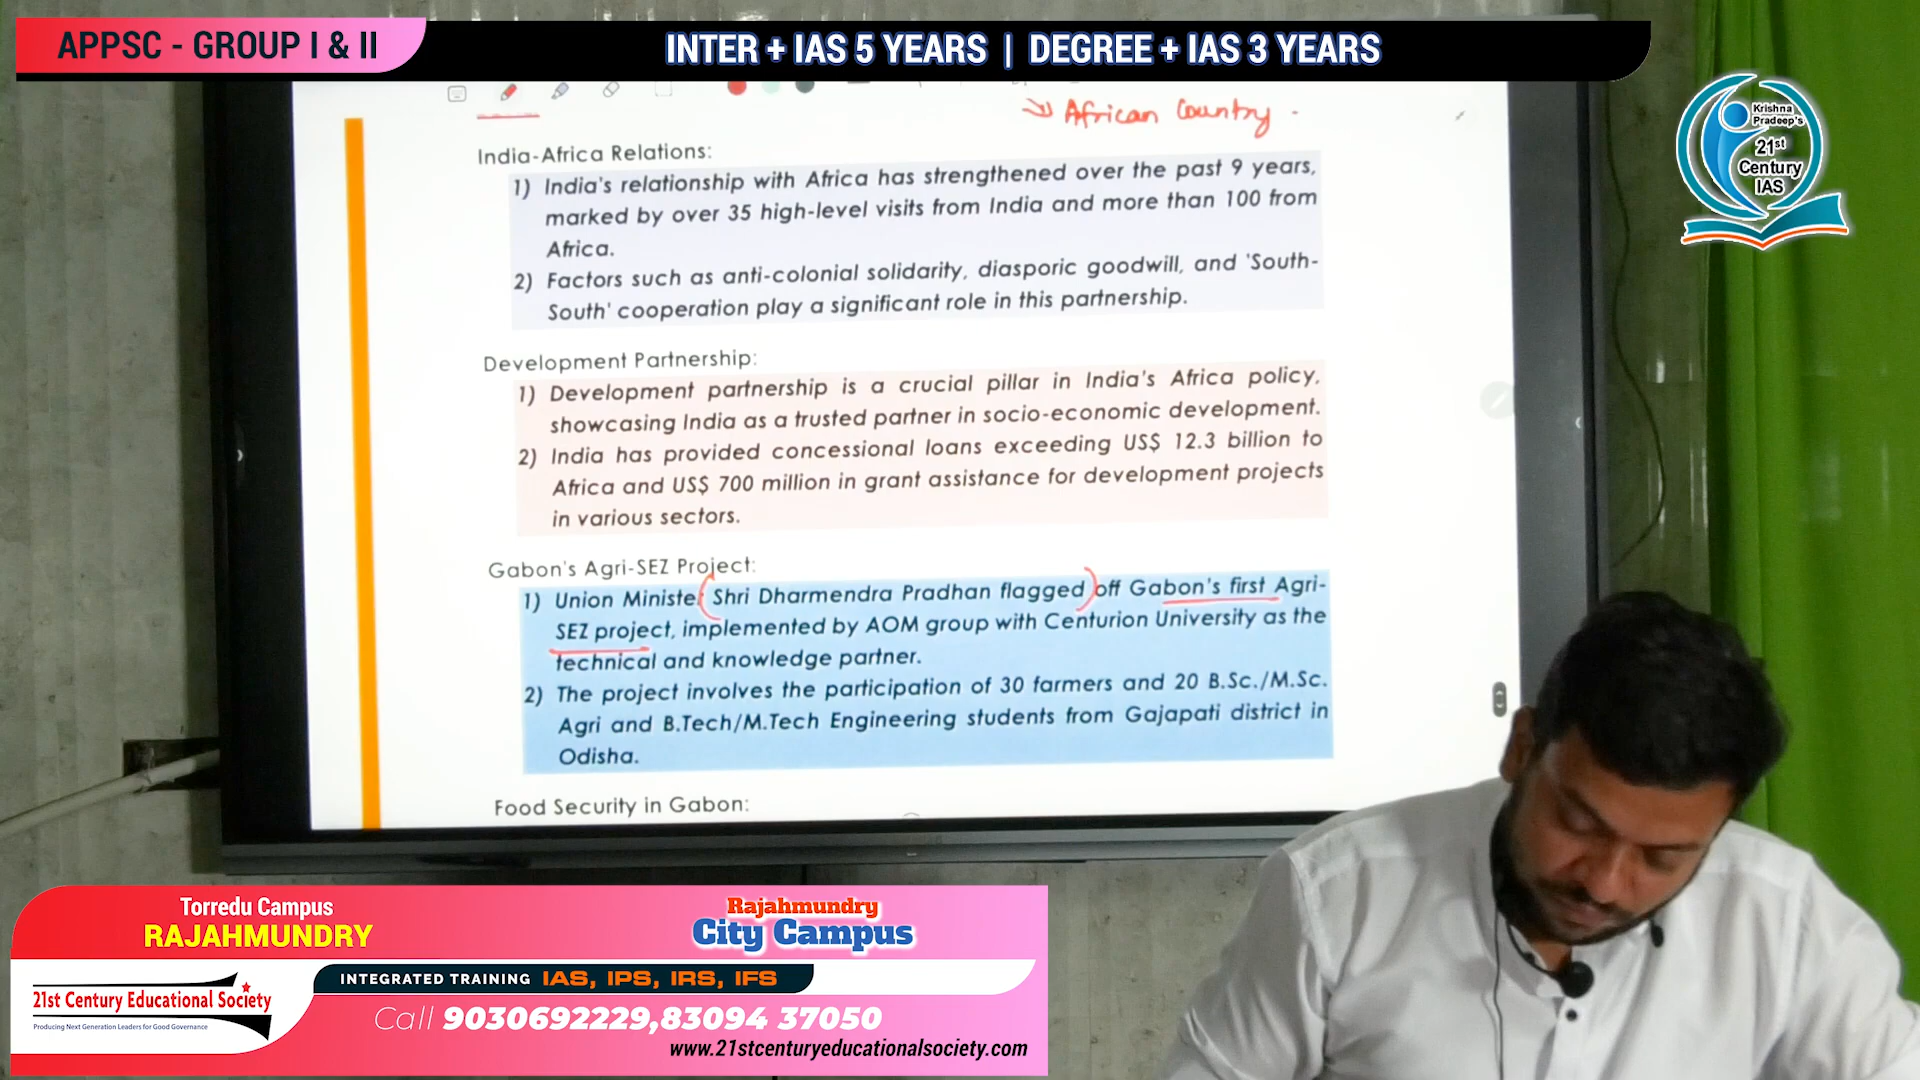 APPSC - GROUP I & II
INTER + IAS 5 YEARS | DEGREE + IAS 3 YEARS
Krishna
Pradeep's
21st
Century
IAS
African Country
India-Africa Relations:
1) India's relationship with Africa has strengthened over the past 9 years,
marked by over 35 high-level visits from India and more than 100 from
Africa.
2) Factors such as anti-colonial solidarity, diasporic goodwill, and 'South-
South' cooperation play a significant role in this partnership.
Development Partnership:
1) Development partnership is a crucial pillar in India's Africa policy,
showcasing India as a trusted partner in socio-economic development.
2) India has provided concessional loans exceeding US$ 12.3 billion to
Africa and US$ 700 million in grant assistance for development projects
in various sectors.
Gabon's Agri-SEZ Project:
1) Union Minister Shri Dharmendra Pradhan flagged off Gabon's first Agri-
SEZ project, implemented by AOM group with Centurion University as the
technical and knowledge partner.
2) The project involves the participation of 30 farmers and 20 B.Sc./M.Sc.
Agri and B.Tech/M.Tech Engineering students from Gajapati district in
Odisha.
Food Security in Gabon:
Torredu Campus
RAJAHMUNDRY
Rajahmundry
City Campus
21st Century Educational Society
Producing Next Generation Leaders for Good Governance
INTEGRATED TRAINING IAS, IPS, IRS, IFS
Call 9030692229,83094 37050
www.21stcenturyeducationalsociety.com